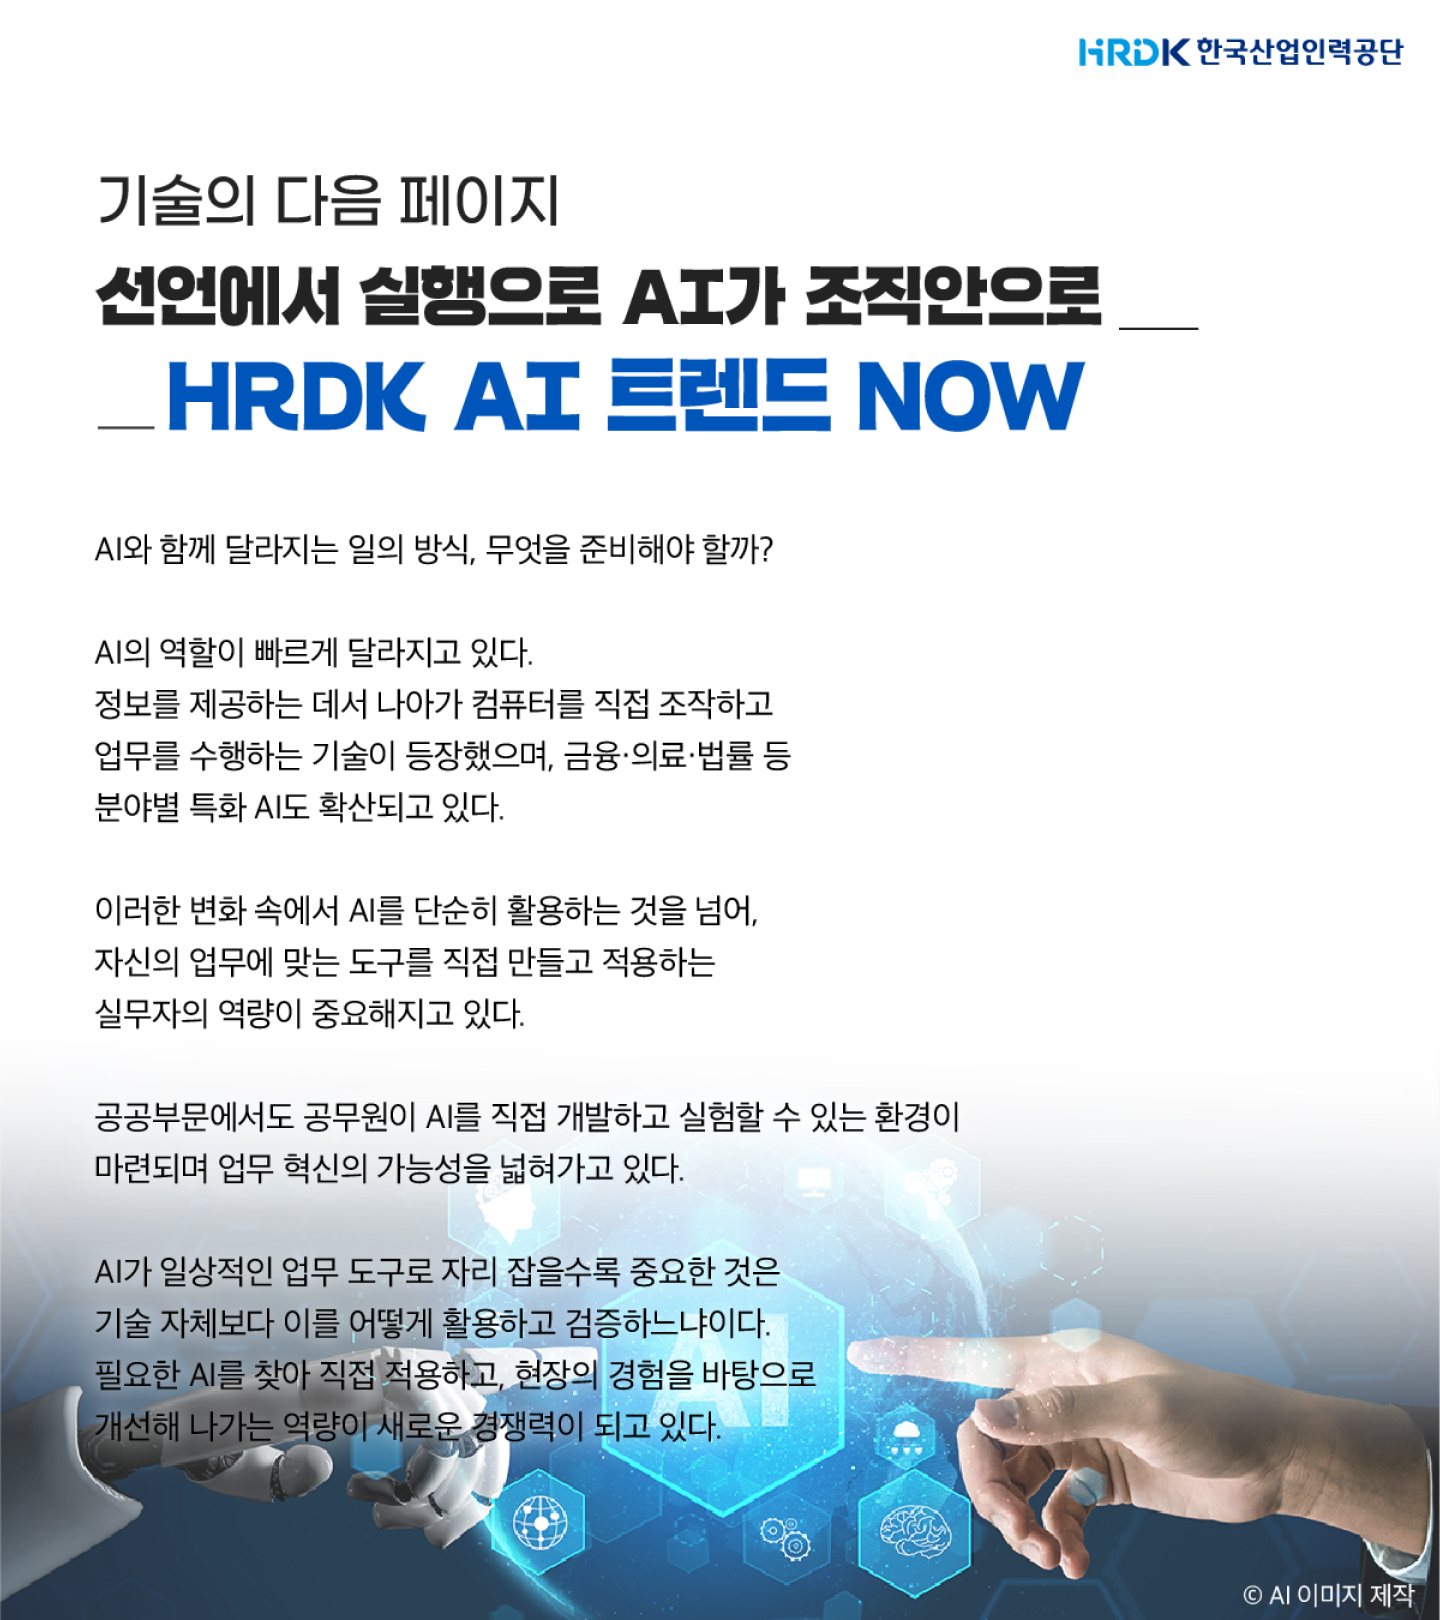 HRDK 한국산업인력공단
기술의 다음 페이지
선언에서 실행으로 AI가 조직안으로
HRDK AI 트렌드 NOW
AI와 함께 달라지는 일의 방식, 무엇을 준비해야 할까?
AI의 역할이 빠르게 달라지고 있다.
정보를 제공하는 데서 나아가 컴퓨터를 직접 조작하고
업무를 수행하는 기술이 등장했으며, 금융·의료·법률 등
분야별 특화 AI도 확산되고 있다.
이러한 변화 속에서 AI를 단순히 활용하는 것을 넘어,
자신의 업무에 맞는 도구를 직접 만들고 적용하는
실무자의 역량이 중요해지고 있다.
공공부문에서도 공무원이 AI를 직접 개발하고 실험할 수 있는 환경이
마련되며 업무 혁신의 가능성을 넓혀가고 있다.
AI가 일상적인 업무 도구로 자리 잡을수록 중요한 것은
기술 자체보다 이를 어떻게 활용하고 검증하느냐이다.
필요한 AI를 찾아 직접 적용하고, 현장의 경험을 바탕으로
개선해 나가는 역량이 새로운 경쟁력이 되고 있다.
AI
© AI 이미지 제작